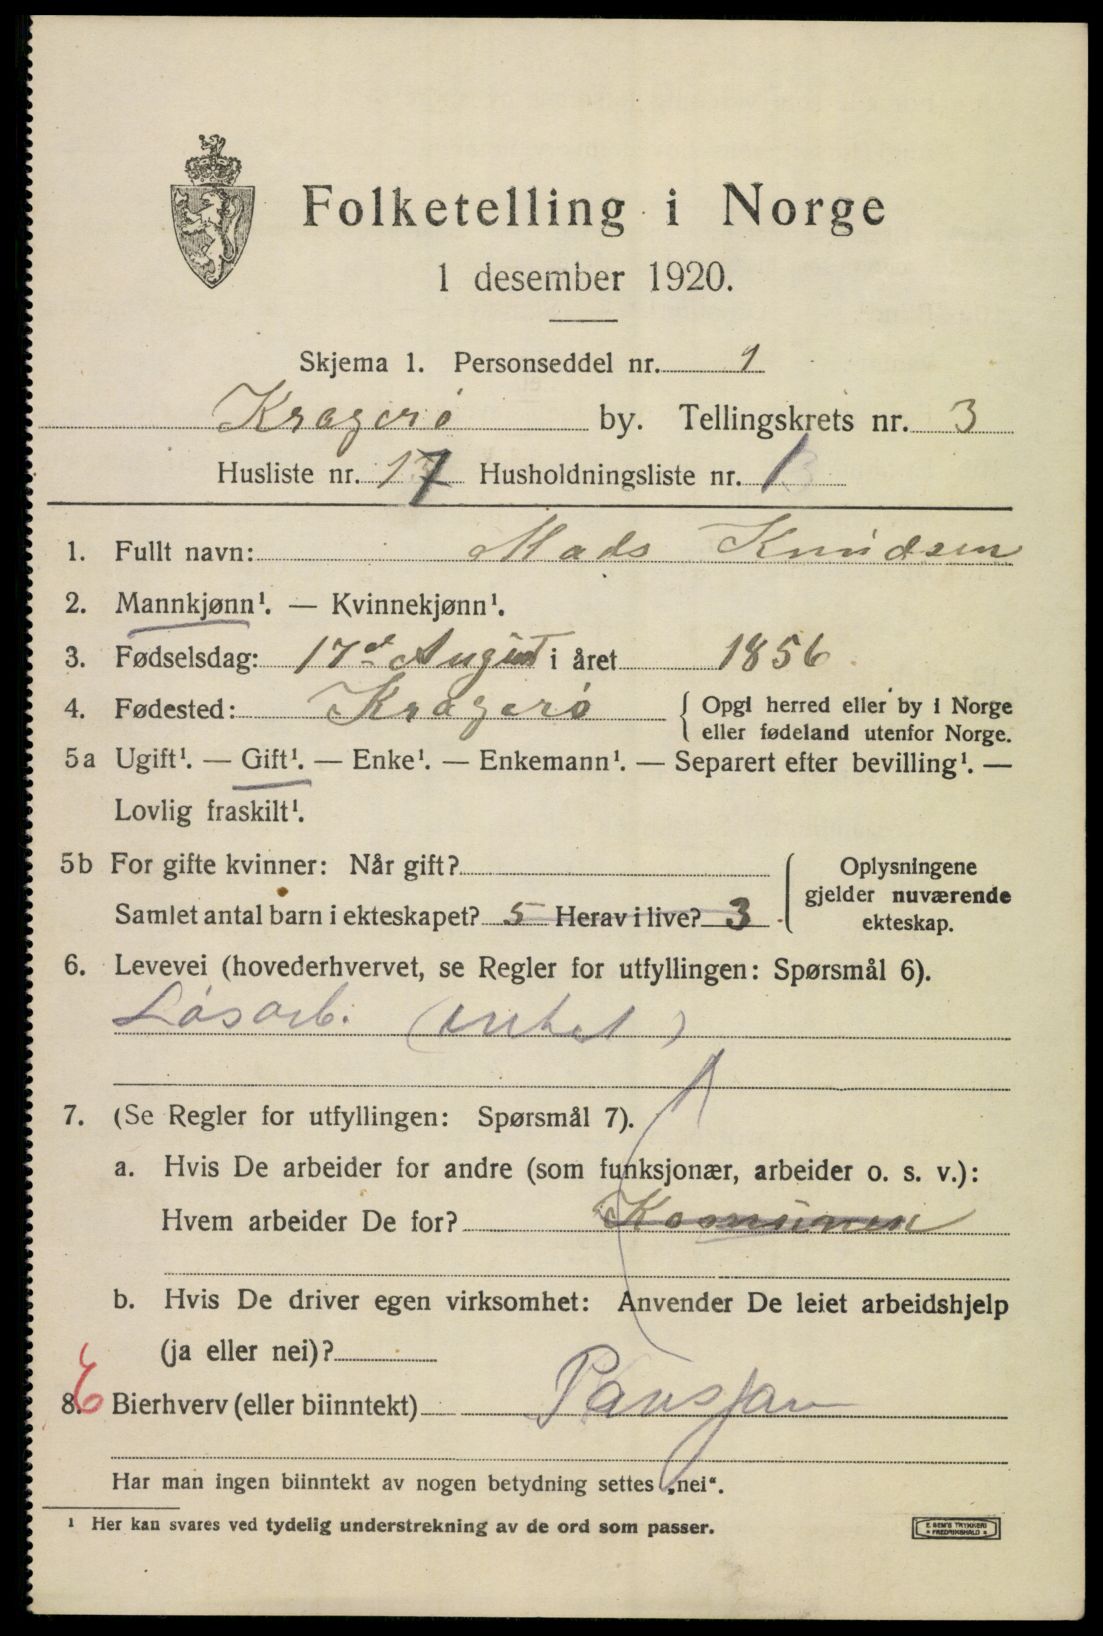 Folketelling i Norge
1 desember 1920.
Skjema 1. Personseddel nr. 1
Kragerø by. Tellingskrets nr. 3
Husliste nr. 17 Husholdningsliste nr. 1
1. Fullt navn: Mads Knudsen
2. Mannkjønn¹. — Kvinnekjønn¹.
3. Fødselsdag: 17de August i året 1856
4. Fødested: Kragerø { Opgi herred eller by i Norge
eller fødeland utenfor Norge.
5a Ugift¹. — Gift¹. — Enke¹. — Enkemann¹. — Separert efter bevilling¹. —
Lovlig fraskilt¹.
5b For gifte kvinner: Når gift?
Samlet antal barn i ekteskapet? 5 Herav i live? 3
Oplysningene
gjelder nuværende
ekteskap.
6. Levevei (hovederhvervet, se Regler for utfyllingen: Spørsmål 6).
Løsarb.
7. (Se Regler for utfyllingen: Spørsmål 7).
a. Hvis De arbeider for andre (som funksjonær, arbeider o. s. v.):
Hvem arbeider De for? Komunen
b. Hvis De driver egen virksomhet: Anvender De leiet arbeidshjelp
(ja eller nei)?
8. Bierhverv (eller biinntekt) Pansjon
Har man ingen biinntekt av nogen betydning settes „nei“.
¹ Her kan svares ved tydelig understrekning av de ord som passer.
E. SEM'S TRYKKERI
FREDRIKSHALD